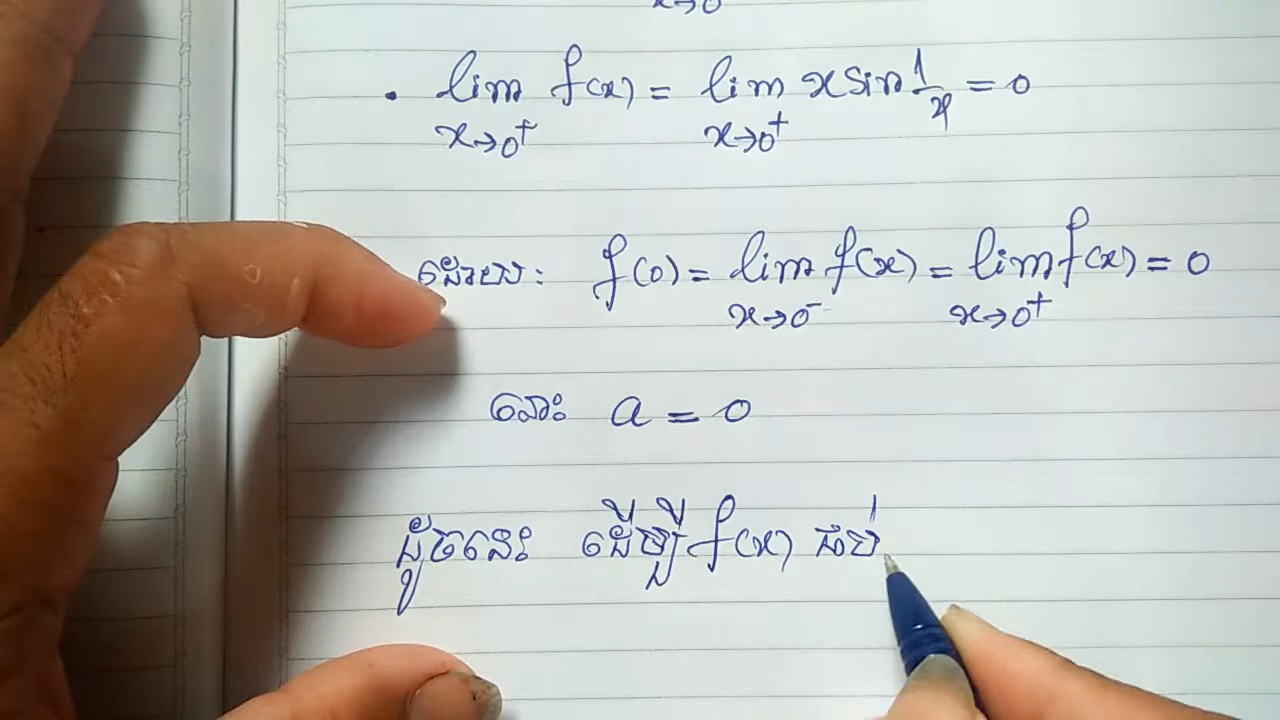 x→0
. lim f(x) = lim x sin 1/x = 0
x→0⁺ x→0⁺
ដោយ: f(0) = lim f(x) = lim f(x) = 0
x→0⁻ x→0⁺
នោះ a = 0
ដូចនេះ ដើម្បី f(x) ជាប់